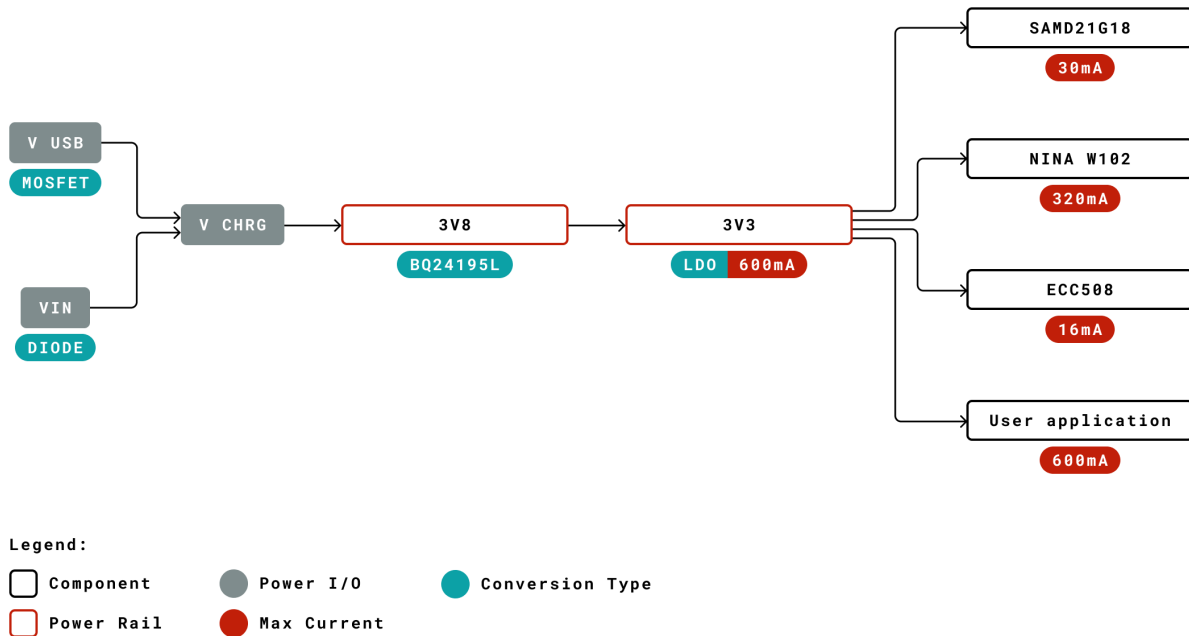 SAMD21G18
30mA
V USB
MOSFET
NINA W102
320mA
V CHRG
3V8
3V3
BQ24195L
LDO 600mA
VIN
DIODE
ECC508
16mA
User application
600mA
Legend:
Component
Power I/O
Conversion Type
Power Rail
Max Current